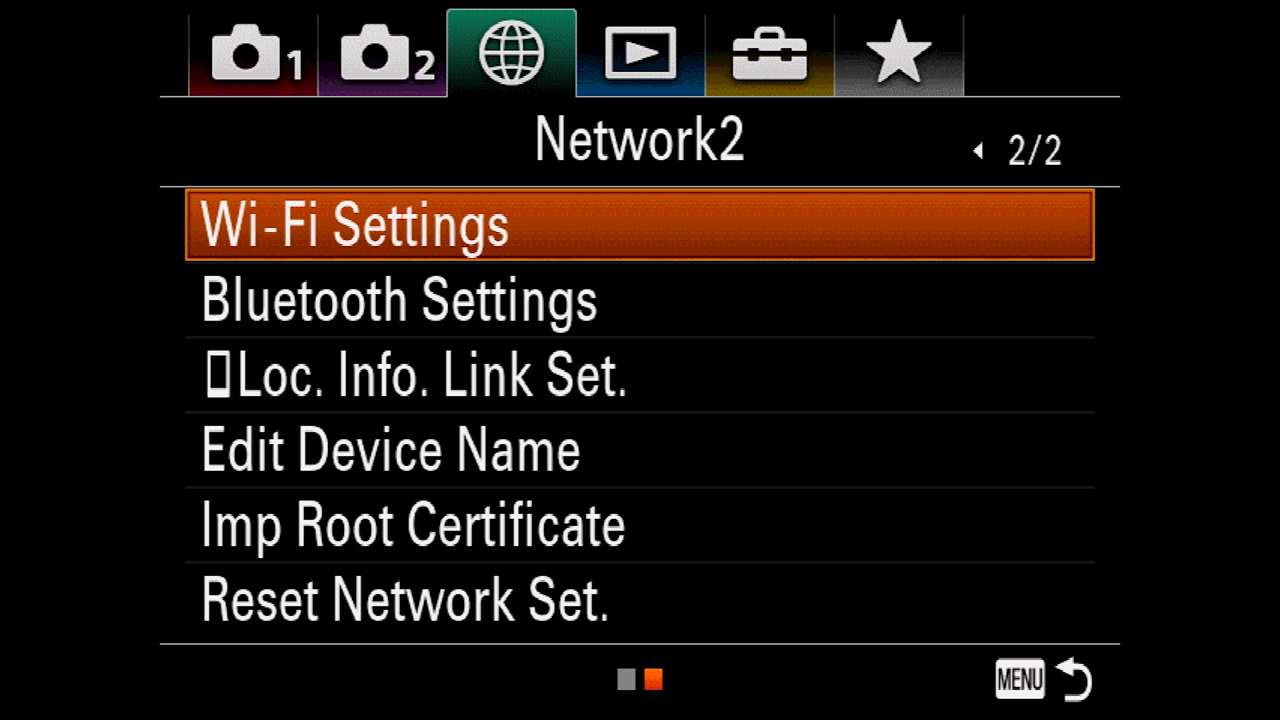 1 2
Network2
2/2
Wi-Fi Settings
Bluetooth Settings
Loc. Info. Link Set.
Edit Device Name
Imp Root Certificate
Reset Network Set.
MENU